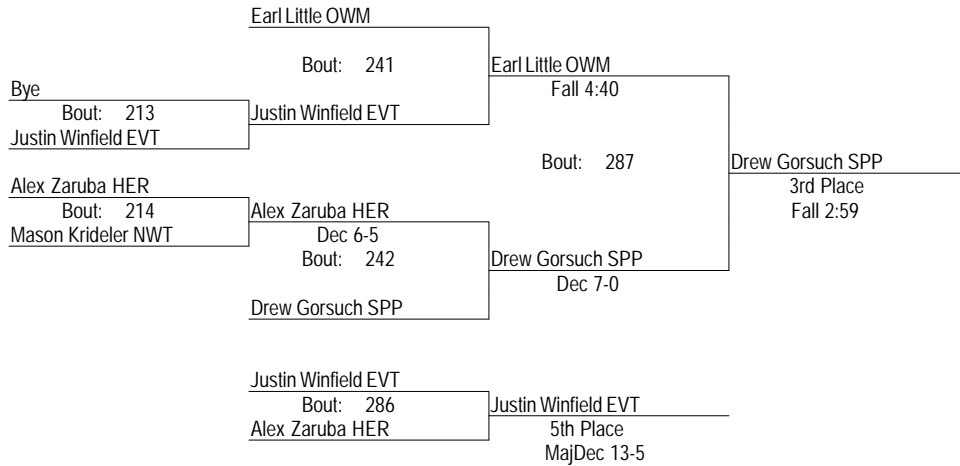 Earl Little OWM
Bout: 241
Earl Little OWM
Fall 4:40
Bye
Bout: 213
Justin Winfield EVT
Justin Winfield EVT
Bout: 287
Drew Gorsuch SPP
3rd Place
Fall 2:59
Alex Zaruba HER
Bout: 214
Mason Krideler NWT
Alex Zaruba HER
Dec 6-5
Bout: 242
Drew Gorsuch SPP
Dec 7-0
Drew Gorsuch SPP
Justin Winfield EVT
Bout: 286
Alex Zaruba HER
Justin Winfield EVT
5th Place
MajDec 13-5